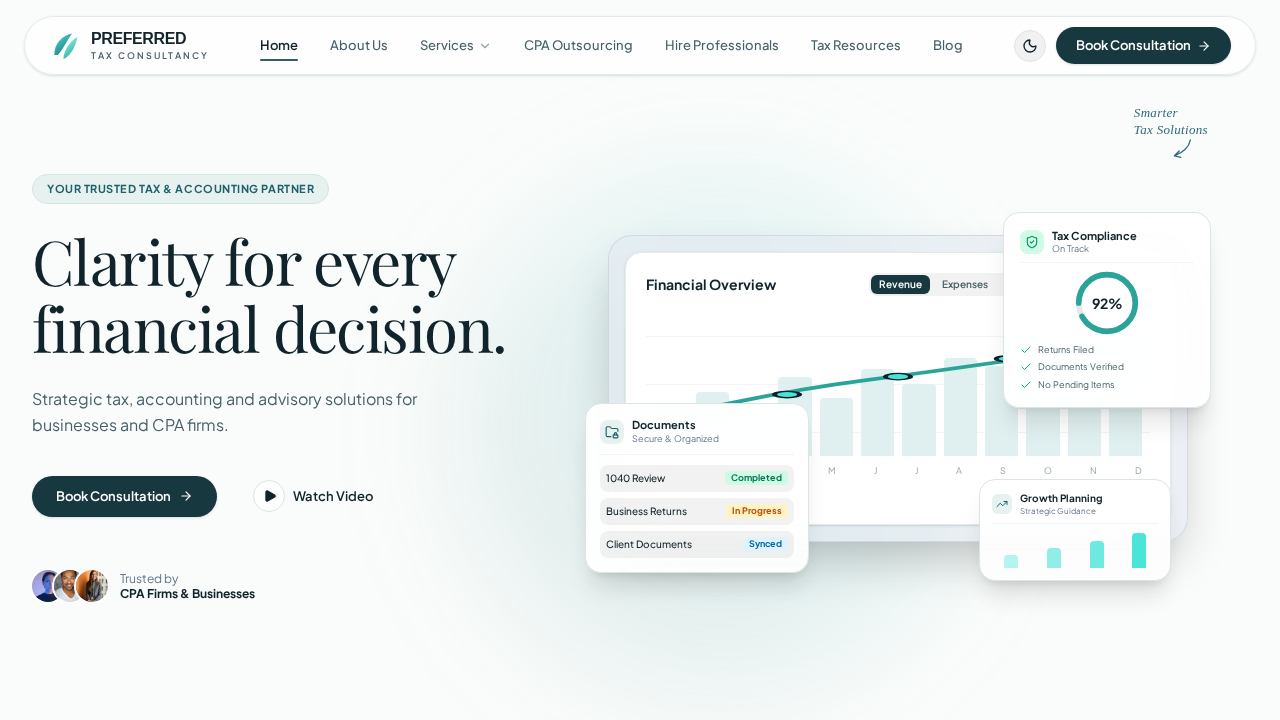 PREFERRED
TAX CONSULTANCY
Home
About Us
Services
CPA Outsourcing
Hire Professionals
Tax Resources
Blog
Book Consultation
Smarter
Tax Solutions
YOUR TRUSTED TAX & ACCOUNTING PARTNER
Clarity for every
financial decision.
Strategic tax, accounting and advisory solutions for
businesses and CPA firms.
Book Consultation
Watch Video
Trusted by
CPA Firms & Businesses
Financial Overview
Revenue
Expenses
M J J A S O N D
Tax Compliance
On Track
92%
Returns Filed
Documents Verified
No Pending Items
Documents
Secure & Organized
1040 Review
Completed
Business Returns
In Progress
Client Documents
Synced
Growth Planning
Strategic Guidance